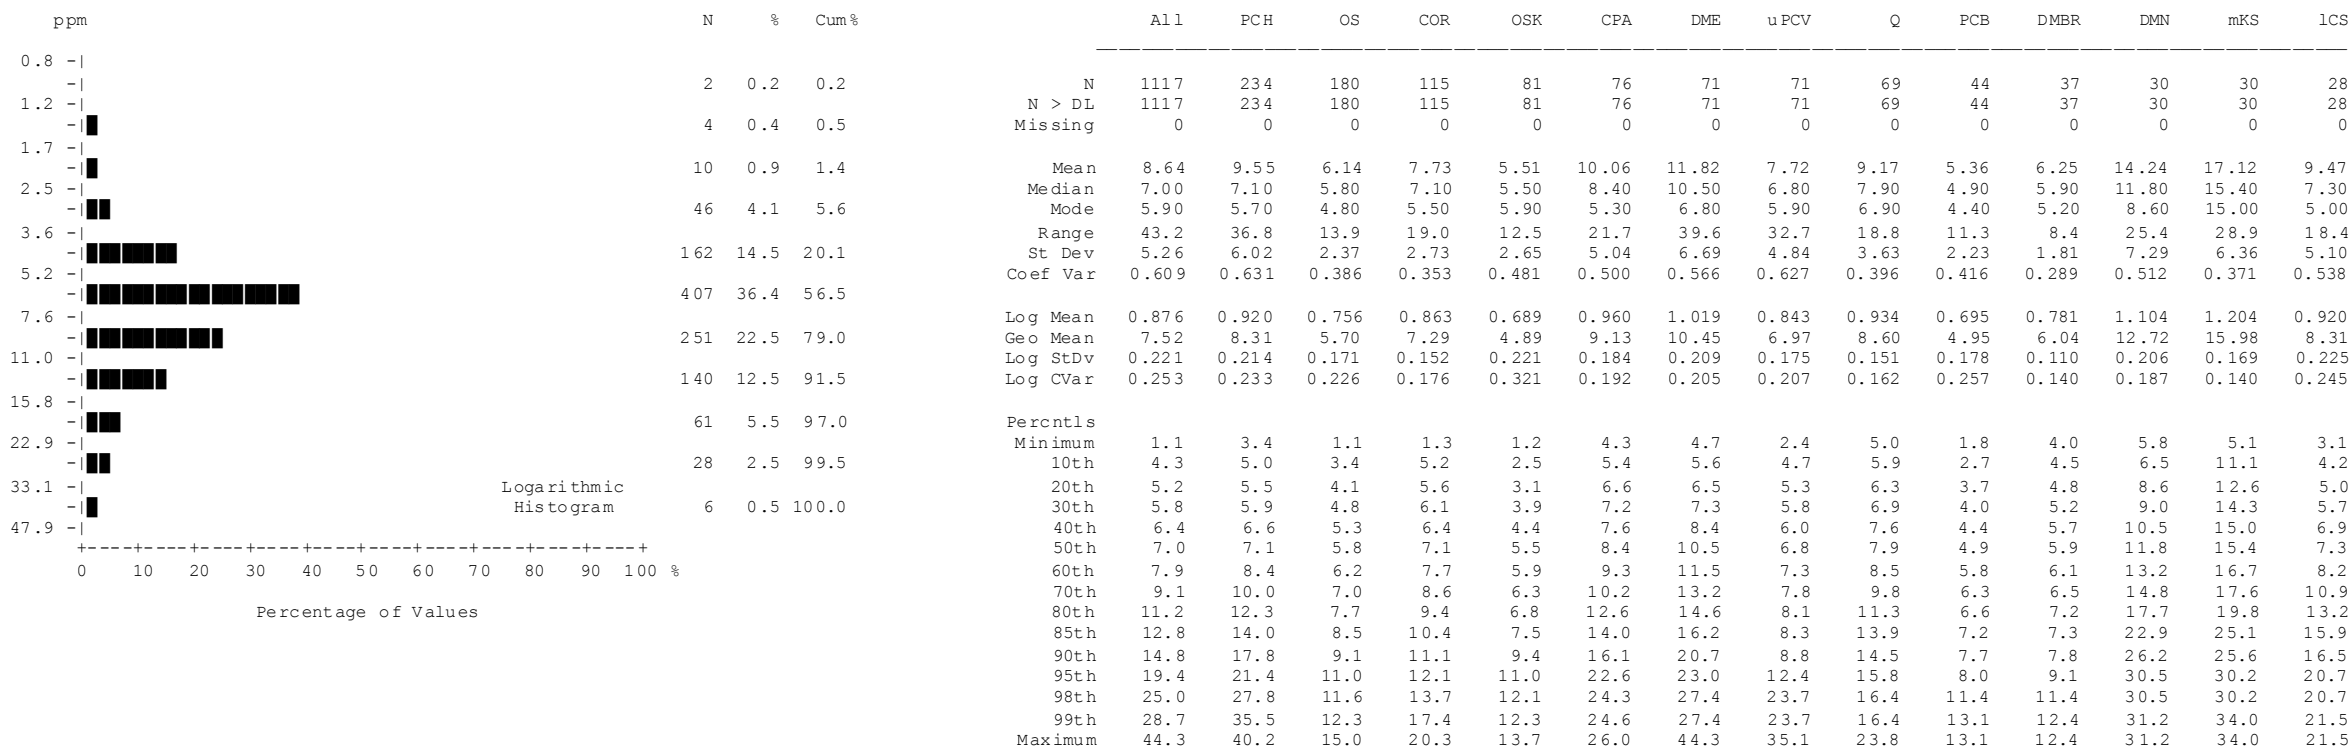 ppm N % Cum% All PCH OS COR OSK CPA DME uPCV Q PCB DMBR DMN mKS lCS
0.8 -|
-| 2 0.2 0.2 N 1117 234 180 115 81 76 71 71 69 44 37 30 30 28
1.2 -| N > DL 1117 234 180 115 81 76 71 71 69 44 37 30 30 28
-| 4 0.4 0.5 Missing 0 0 0 0 0 0 0 0 0 0 0 0 0 0
1.7 -|
-| 10 0.9 1.4 Mean 8.64 9.55 6.14 7.73 5.51 10.06 11.82 7.72 9.17 5.36 6.25 14.24 17.12 9.47
2.5 -| Median 7.00 7.10 5.80 7.10 5.50 8.40 10.50 6.80 7.90 4.90 5.90 11.80 15.40 7.30
-| 46 4.1 5.6 Mode 5.90 5.70 4.80 5.50 5.90 5.30 6.80 5.90 6.90 4.40 5.20 8.60 15.00 5.00
3.6 -| Range 43.2 36.8 13.9 19.0 12.5 21.7 39.6 32.7 18.8 11.3 8.4 25.4 28.9 18.4
-| 162 14.5 20.1 St Dev 5.26 6.02 2.37 2.73 2.65 5.04 6.69 4.84 3.63 2.23 1.81 7.29 6.36 5.10
5.2 -| Coef Var 0.609 0.631 0.386 0.353 0.481 0.500 0.566 0.627 0.396 0.416 0.289 0.512 0.371 0.538
-| 407 36.4 56.5
7.6 -| Log Mean 0.876 0.920 0.756 0.863 0.689 0.960 1.019 0.843 0.934 0.695 0.781 1.104 1.204 0.920
-| 251 22.5 79.0 Geo Mean 7.52 8.31 5.70 7.29 4.89 9.13 10.45 6.97 8.60 4.95 6.04 12.72 15.98 8.31
11.0 -| Log StDv 0.221 0.214 0.171 0.152 0.221 0.184 0.209 0.175 0.151 0.178 0.110 0.206 0.169 0.225
-| 140 12.5 91.5 Log CVar 0.253 0.233 0.226 0.176 0.321 0.192 0.205 0.207 0.162 0.257 0.140 0.187 0.140 0.245
15.8 -|
-| 61 5.5 97.0 Percntls
22.9 -| Minimum 1.1 3.4 1.1 1.3 1.2 4.3 4.7 2.4 5.0 1.8 4.0 5.8 5.1 3.1
-| 28 2.5 99.5 10th 4.3 5.0 3.4 5.2 2.5 5.4 5.6 4.7 5.9 2.7 4.5 6.5 11.1 4.2
33.1 -| Logarithmic 20th 5.2 5.5 4.1 5.6 3.1 6.6 6.5 5.3 6.3 3.7 4.8 8.6 12.6 5.0
-| Histogram 6 0.5 100.0 30th 5.8 5.9 4.8 6.1 3.9 7.2 7.3 5.8 6.9 4.0 5.2 9.0 14.3 5.7
47.9 -| 40th 6.4 6.6 5.3 6.4 4.4 7.6 8.4 6.0 7.6 4.4 5.7 10.5 15.0 6.9
+----+----+----+----+----+----+----+----+----+----+ 50th 7.0 7.1 5.8 7.1 5.5 8.4 10.5 6.8 7.9 4.9 5.9 11.8 15.4 7.3
0 10 20 30 40 50 60 70 80 90 100 % 60th 7.9 8.4 6.2 7.7 5.9 9.3 11.5 7.3 8.5 5.8 6.1 13.2 16.7 8.2
70th 9.1 10.0 7.0 8.6 6.3 10.2 13.2 7.8 9.8 6.3 6.5 14.8 17.6 10.9
Percentage of Values 80th 11.2 12.3 7.7 9.4 6.8 12.6 14.6 8.1 11.3 6.6 7.2 17.7 19.8 13.2
85th 12.8 14.0 8.5 10.4 7.5 14.0 16.2 8.3 13.9 7.2 7.3 22.9 25.1 15.9
90th 14.8 17.8 9.1 11.1 9.4 16.1 20.7 8.8 14.5 7.7 7.8 26.2 25.6 16.5
95th 19.4 21.4 11.0 12.1 11.0 22.6 23.0 12.4 15.8 8.0 9.1 30.5 30.2 20.7
98th 25.0 27.8 11.6 13.7 12.1 24.3 27.4 23.7 16.4 11.4 11.4 30.5 30.2 20.7
99th 28.7 35.5 12.3 17.4 12.3 24.6 27.4 23.7 16.4 13.1 12.4 31.2 34.0 21.5
Maximum 44.3 40.2 15.0 20.3 13.7 26.0 44.3 35.1 23.8 13.1 12.4 31.2 34.0 21.5